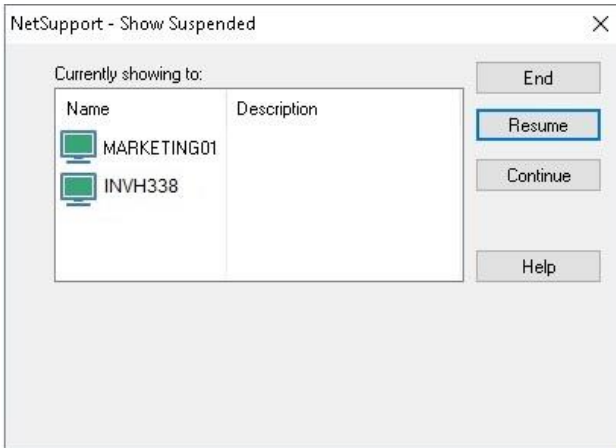 NetSupport - Show Suspended
Currently showing to:
Name Description
MARKETING01
INVH338
End
Resume
Continue
Help